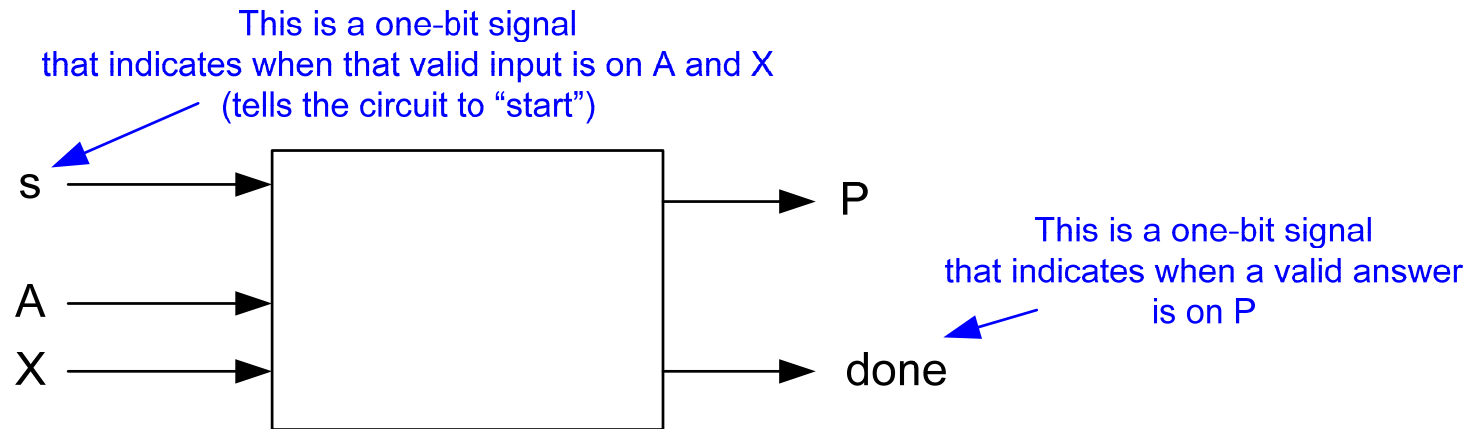 This is a one-bit signal
that indicates when that valid input is on A and X
(tells the circuit to “start”)
s
P
This is a one-bit signal
that indicates when a valid answer
is on P
A
X
done